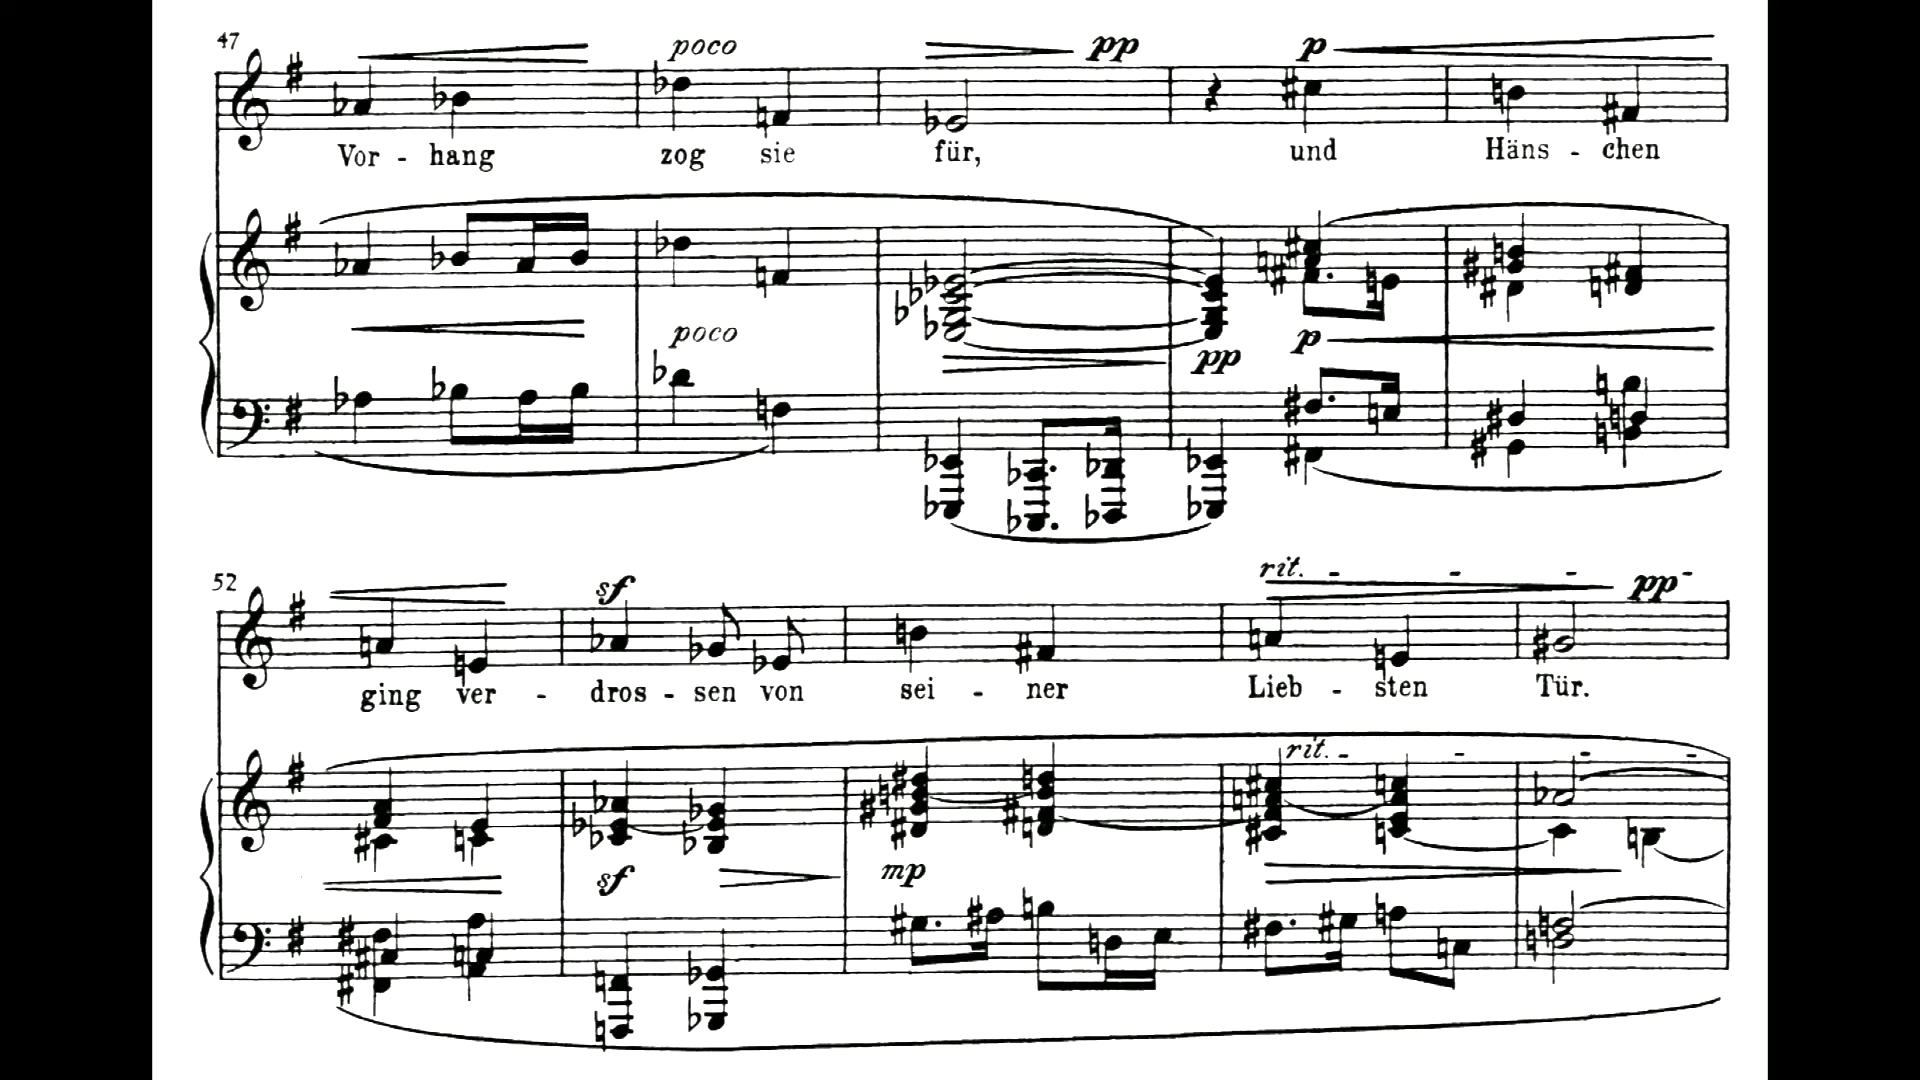 47
poco pp p
Vor - hang zog sie für, und Häns - chen
poco pp p
52
sf rit. - - - pp -
ging ver - dros - sen von sei - ner Lieb - sten Tür.
rit. - - - -
sf mp